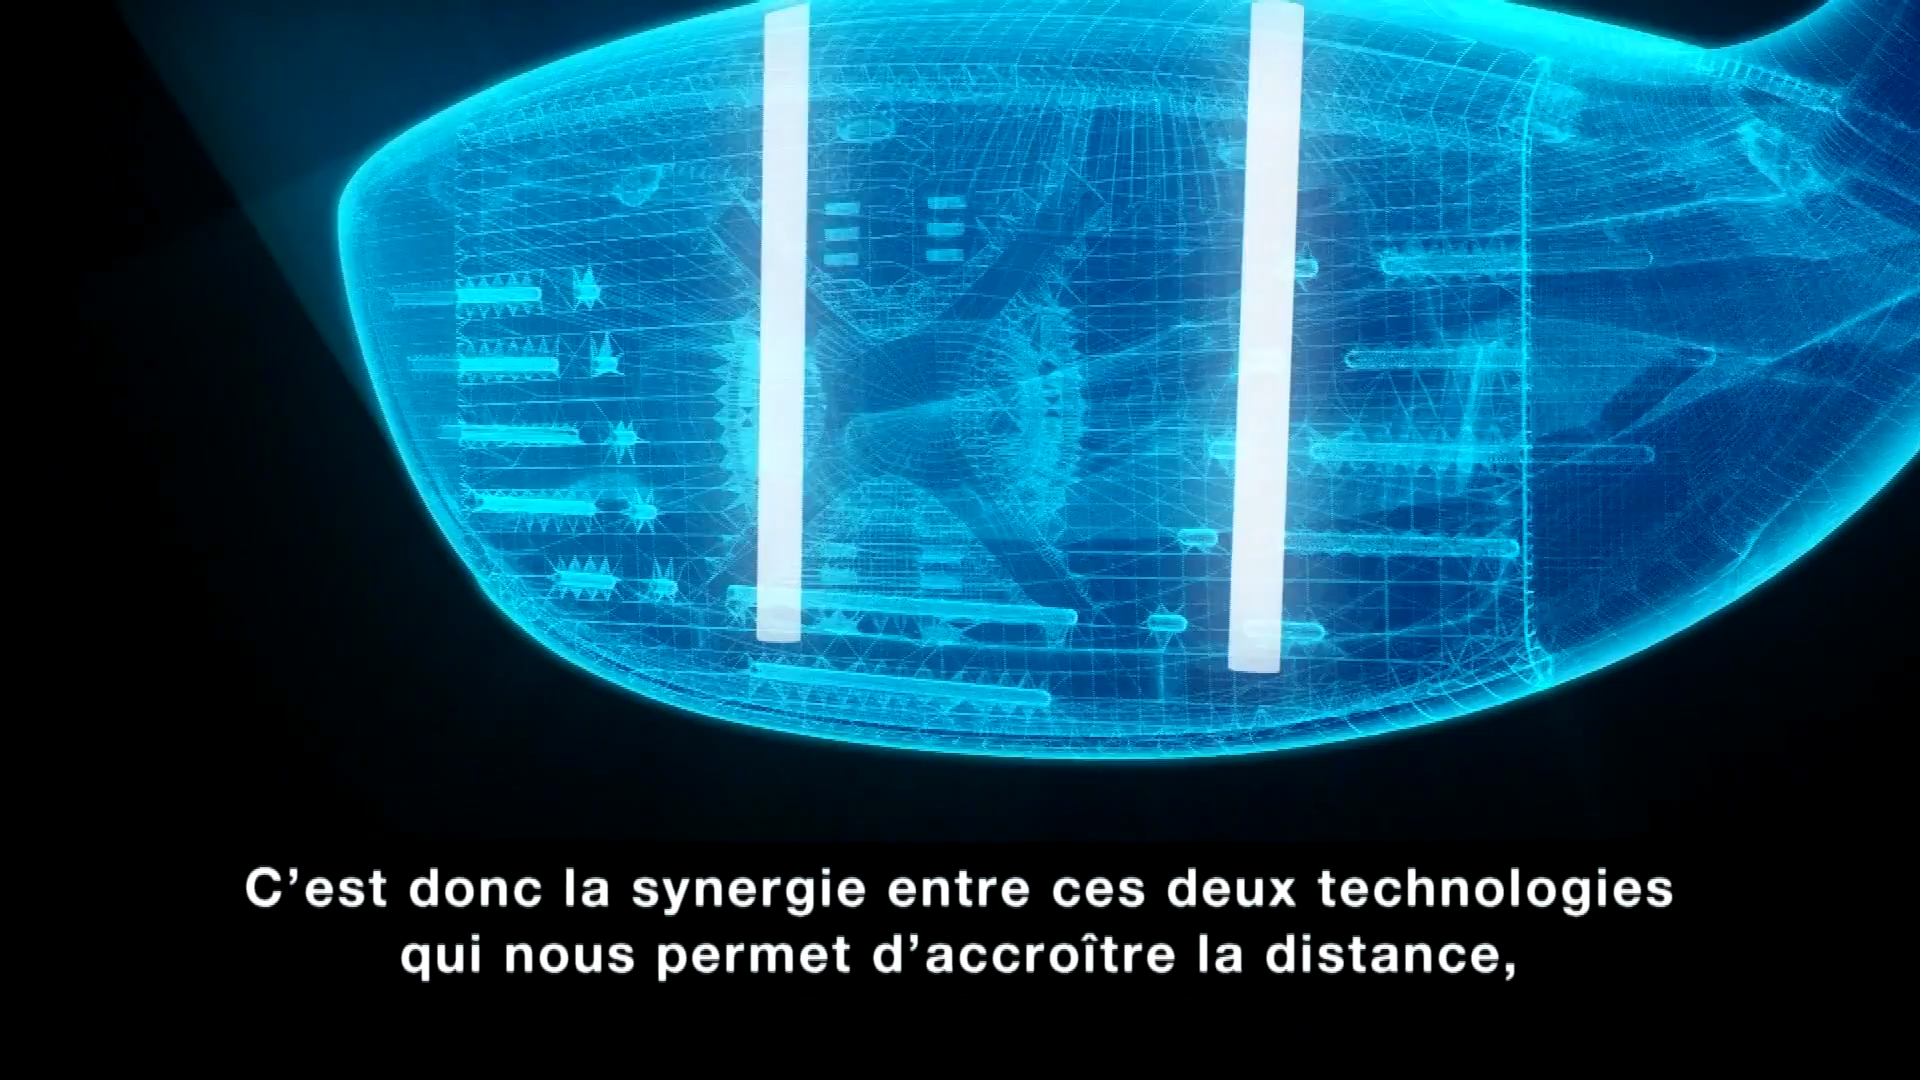 C’est donc la synergie entre ces deux technologies
qui nous permet d’accroître la distance,